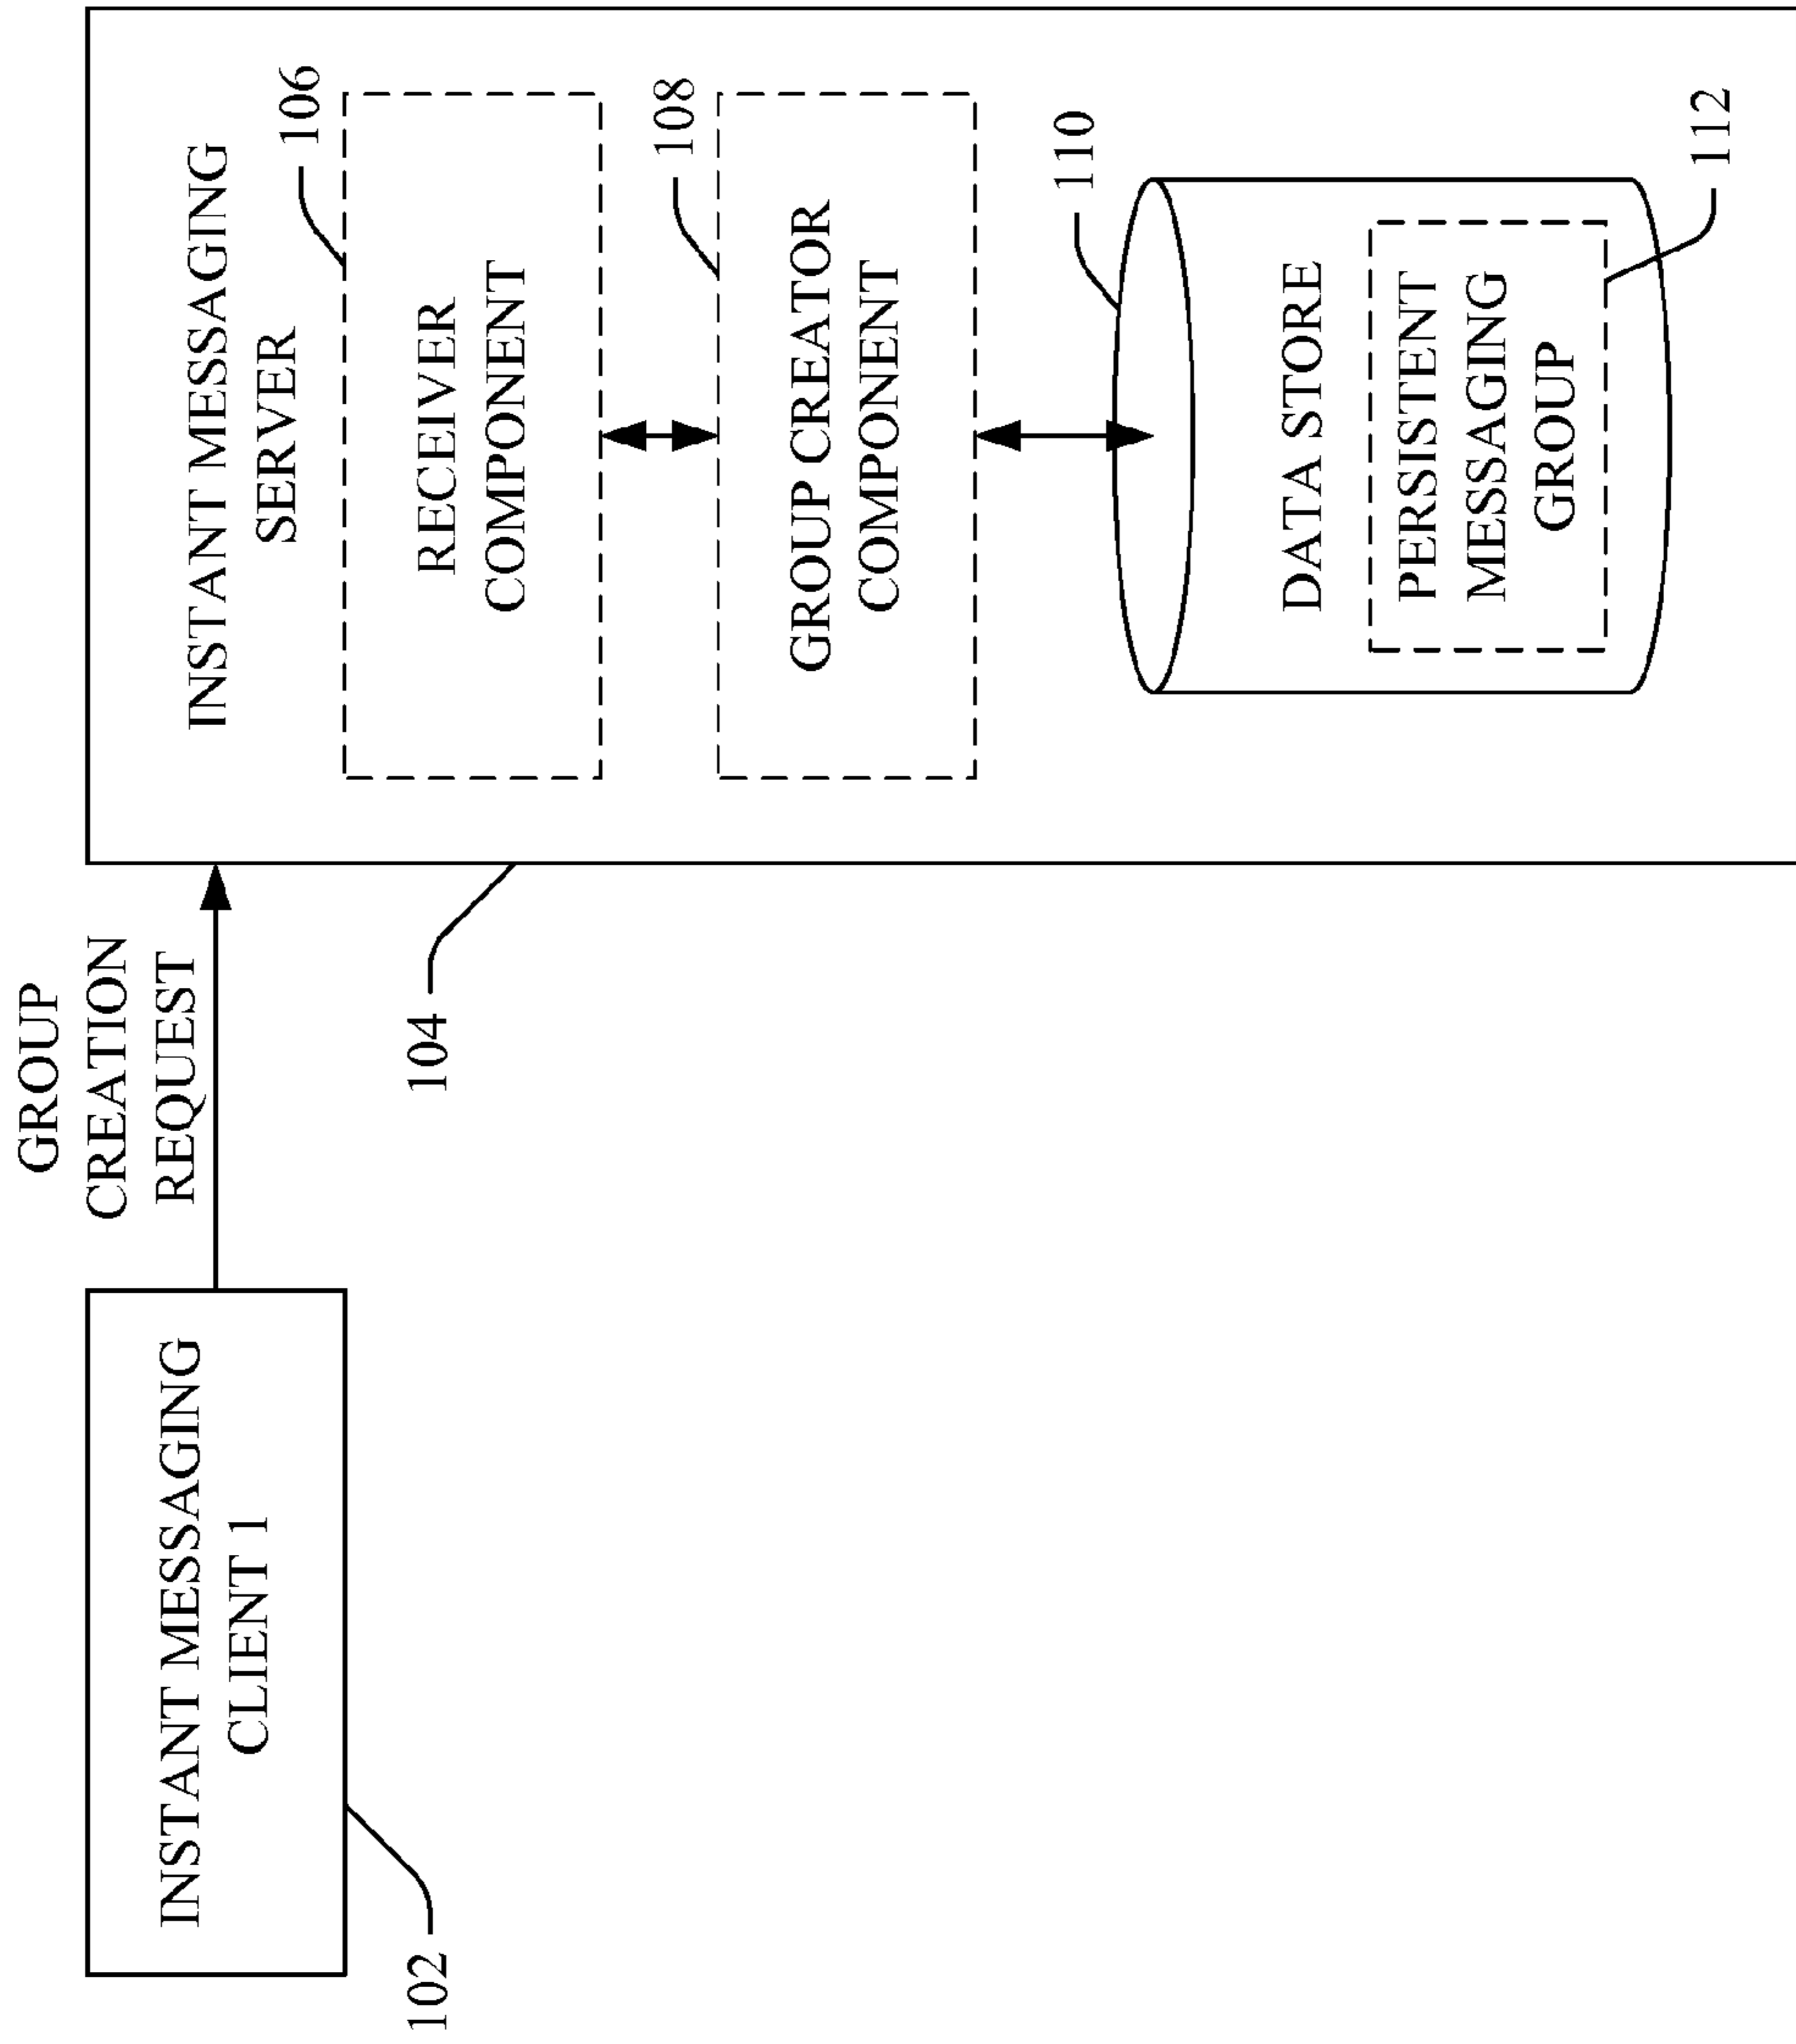 GROUP
CREATION
REQUEST
INSTANT MESSAGING
CLIENT 1
102
104
INSTANT MESSAGING
SERVER
106
RECEIVER
COMPONENT
108
GROUP CREATOR
COMPONENT
110
DATA STORE
PERSISTENT
MESSAGING
GROUP
112